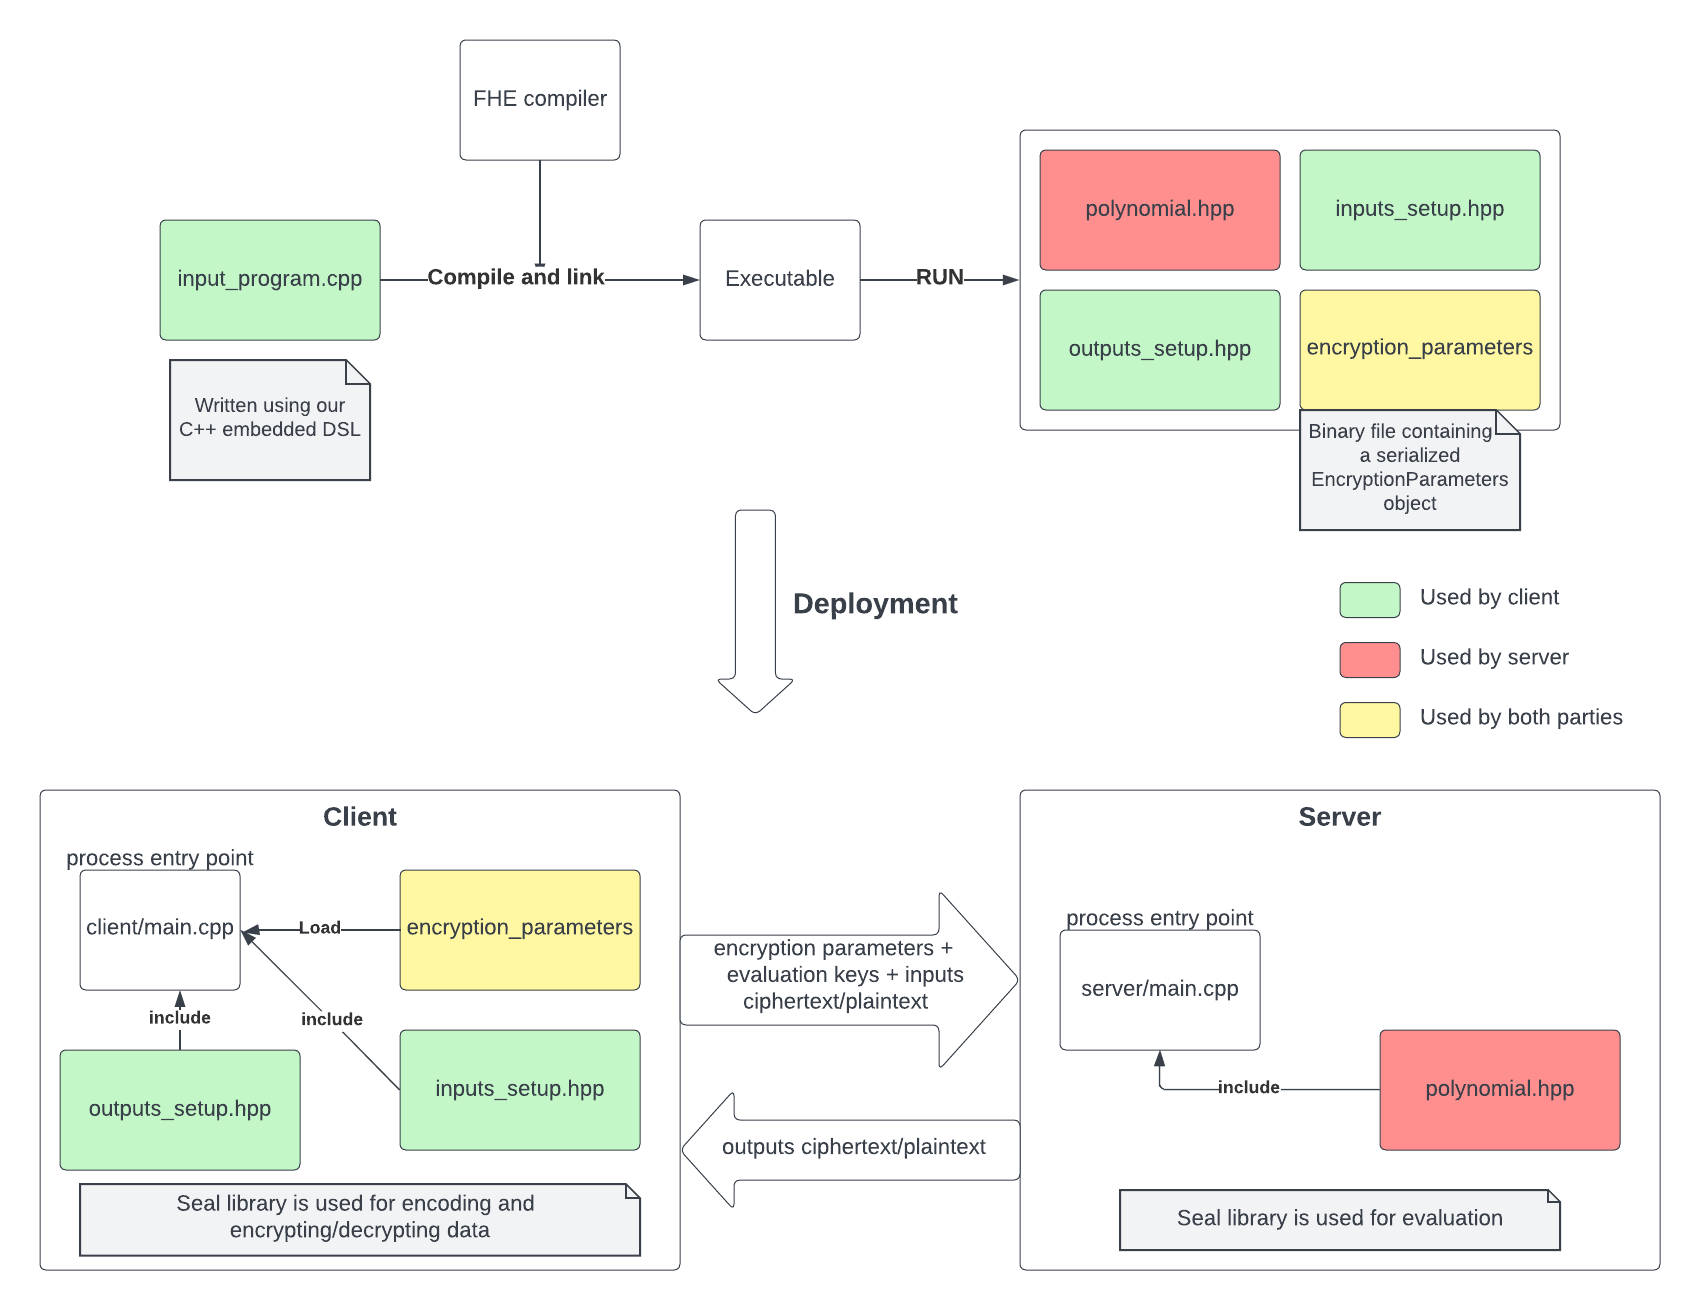 FHE compiler
input_program.cpp
Compile and link
Executable
RUN
polynomial.hpp
inputs_setup.hpp
outputs_setup.hpp
encryption_parameters
Written using our
C++ embedded DSL
Binary file containing
a serialized
EncryptionParameters
object
Deployment
Used by client
Used by server
Used by both parties
Client
process entry point
client/main.cpp
Load
encryption_parameters
include
include
outputs_setup.hpp
inputs_setup.hpp
Seal library is used for encoding and
encrypting/decrypting data
encryption parameters +
evaluation keys + inputs
ciphertext/plaintext
outputs ciphertext/plaintext
Server
process entry point
server/main.cpp
include
polynomial.hpp
Seal library is used for evaluation